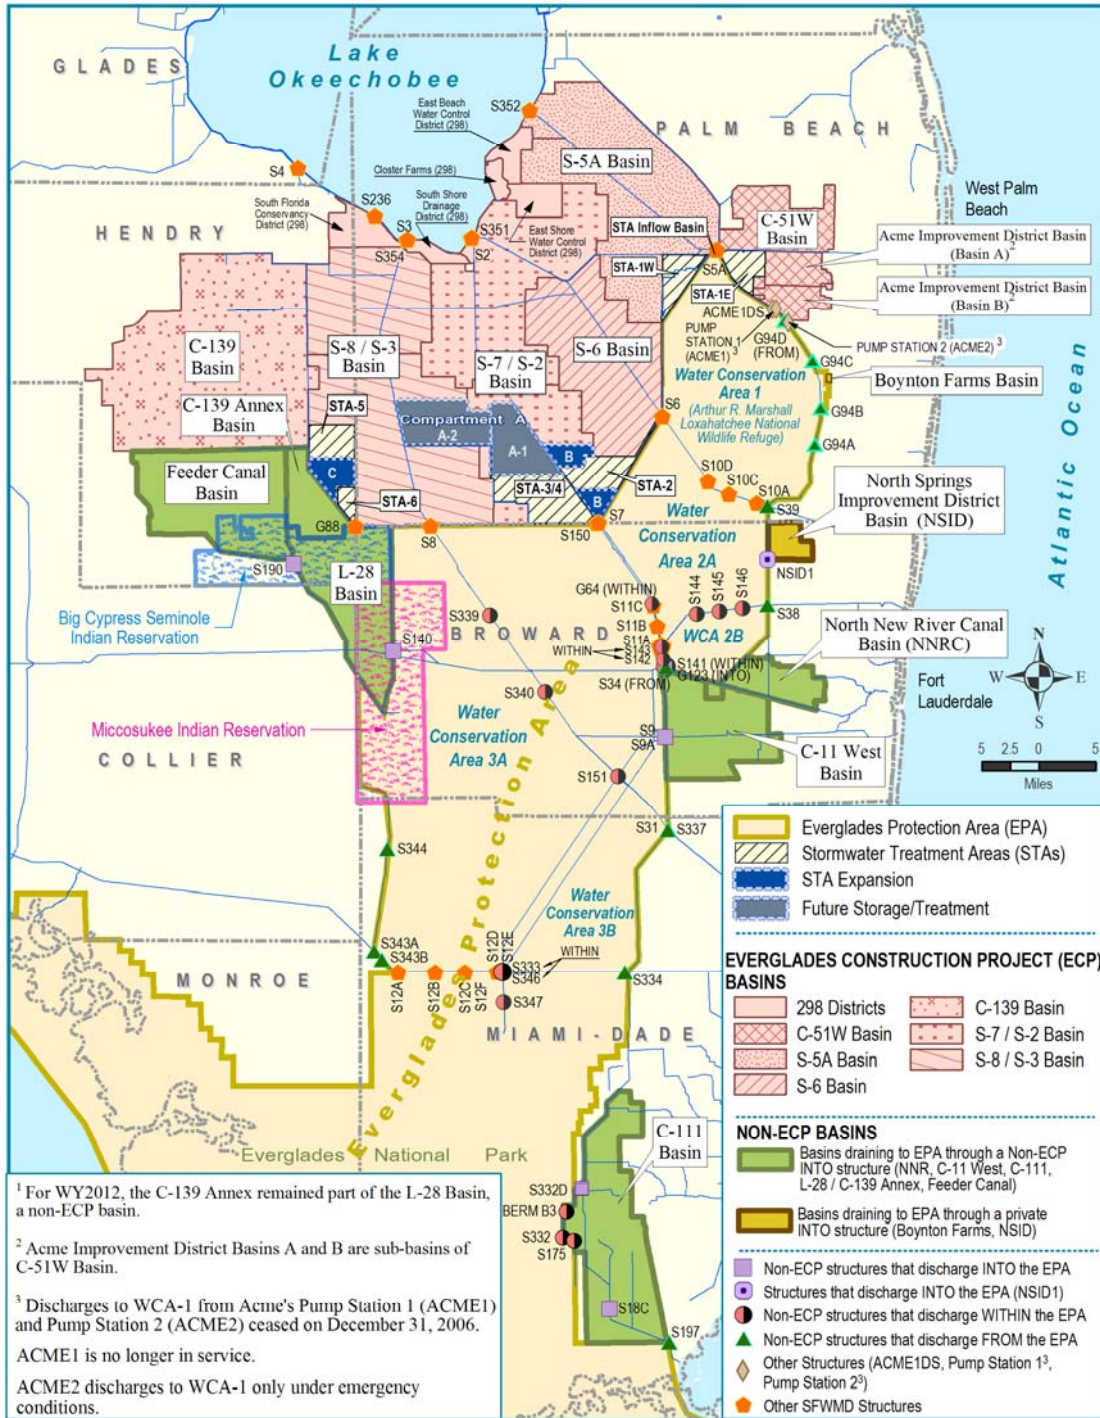 GLADES
Lake
Okeechobee
PALM BEACH
HENDRY
S4
S236
S3
S354
S352
S351
S2
East Beach
Water Control
District (298)
Closter Farms (298)
South Shore
Drainage
District (298)
South Florida
Conservancy
District (298)
East Shore
Water Control
District (298)
S-5A Basin
STA Inflow Basin
S5A
C-51W
Basin
West Palm
Beach
Acme Improvement District Basin
(Basin A)2
Acme Improvement District Basin
(Basin B)2
STA-1W
STA-1E
ACME1DS
PUMP
STATION 1
(ACME1) 3
G94D
(FROM)
PUMP STATION 2 (ACME2) 3
G94C
Boynton Farms Basin
G94B
G94A
C-139
Basin
S-8 / S-3
Basin
S-7 / S-2
Basin
S-6 Basin
Water Conservation
Area 1
(Arthur R. Marshall
Loxahatchee National
Wildlife Refuge)
C-139 Annex
Basin
STA-5
Compartment A
A-2
A-1
S6
Feeder Canal
Basin
C
B
B
STA-6
STA-3/4
STA-2
S10D
S10C
S10A
S39
North Springs
Improvement District
Basin (NSID)
G88
S8
S150
S7
Water
Conservation
Area 2A
NSID1
S190
L-28
Basin
Big Cypress Seminole
Indian Reservation
G64 (WITHIN)
S11C
S11B
S11A
S143
S142
WITHIN
S144
S145
S146
S38
WCA 2B
S141 (WITHIN)
G123 (INTO)
S34 (FROM)
North New River Canal
Basin (NNRC)
S339
BROWARD
S140
S340
Fort
Lauderdale
N
W
E
S
Atlantic Ocean
Miccosukee Indian Reservation
COLLIER
Water
Conservation
Area 3A
S9
S9A
C-11 West
Basin
5 2.5 0 5
Miles
S151
S31
S337
S344
Everglades Protection Area
Water
Conservation
Area 3B
S343A
S343B
S12A
S12B
S12C
S12F
S12D
S12E
S333
S346
WITHIN
S334
S347
MONROE
MIAMI-DADE
Everglades National Park
C-111
Basin
S332D
BERM B3
S332
S175
S18C
S197
Everglades Protection Area (EPA)
Stormwater Treatment Areas (STAs)
STA Expansion
Future Storage/Treatment
EVERGLADES CONSTRUCTION PROJECT (ECP)
BASINS
298 Districts
C-139 Basin
C-51W Basin
S-7 / S-2 Basin
S-5A Basin
S-8 / S-3 Basin
S-6 Basin
NON-ECP BASINS
Basins draining to EPA through a Non-ECP
INTO structure (NNR, C-11 West, C-111,
L-28 / C-139 Annex, Feeder Canal)
Basins draining to EPA through a private
INTO structure (Boynton Farms, NSID)
Non-ECP structures that discharge INTO the EPA
Structures that discharge INTO the EPA (NSID1)
Non-ECP structures that discharge WITHIN the EPA
Non-ECP structures that discharge FROM the EPA
Other Structures (ACME1DS, Pump Station 1³,
Pump Station 2³)
Other SFWMD Structures
1 For WY2012, the C-139 Annex remained part of the L-28 Basin,
a non-ECP basin.
2 Acme Improvement District Basins A and B are sub-basins of
C-51W Basin.
3 Discharges to WCA-1 from Acme's Pump Station 1 (ACME1)
and Pump Station 2 (ACME2) ceased on December 31, 2006.
ACME1 is no longer in service.
ACME2 discharges to WCA-1 only under emergency
conditions.